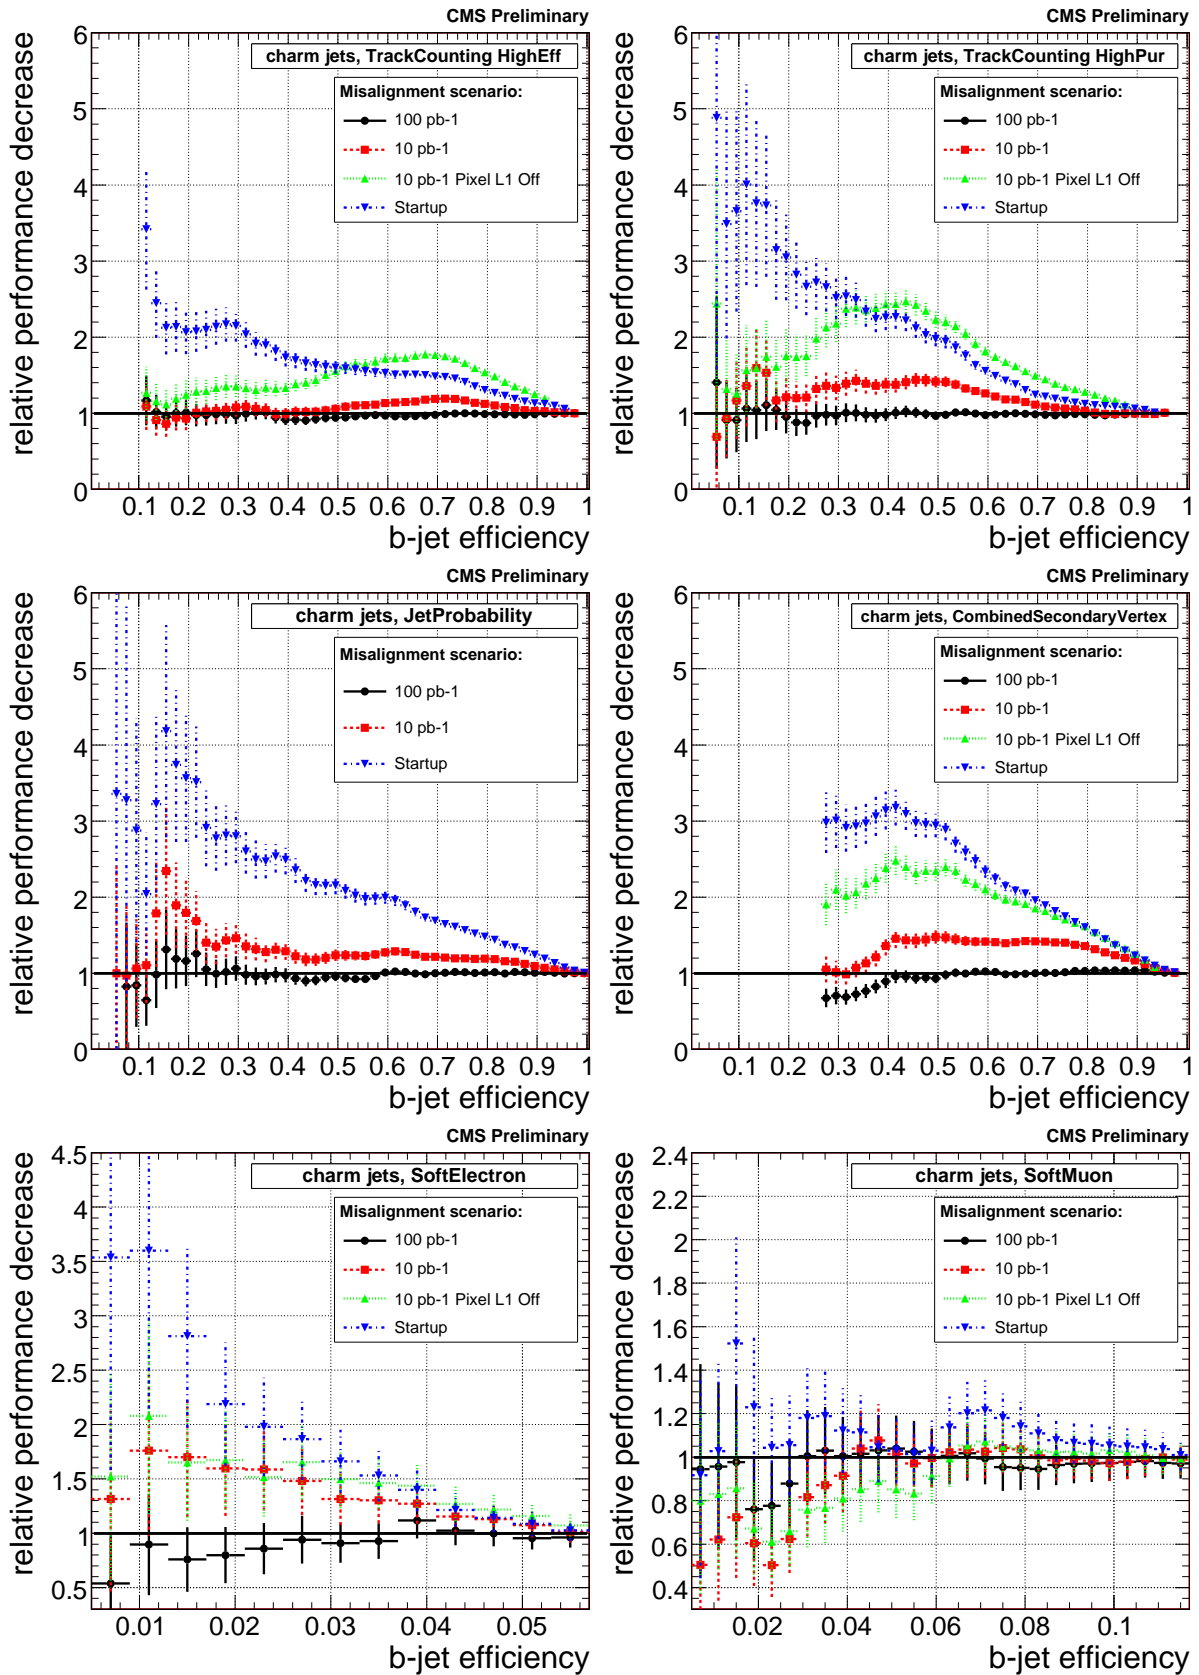 CMS Preliminary
relative performance decrease
charm jets, TrackCounting HighEff
Misalignment scenario:
100 pb-1
10 pb-1
10 pb-1 Pixel L1 Off
Startup
6
5
4
3
2
1
0
0.1 0.2 0.3 0.4 0.5 0.6 0.7 0.8 0.9 1
b-jet efficiency
CMS Preliminary
relative performance decrease
charm jets, TrackCounting HighPur
Misalignment scenario:
100 pb-1
10 pb-1
10 pb-1 Pixel L1 Off
Startup
6
5
4
3
2
1
0
0.1 0.2 0.3 0.4 0.5 0.6 0.7 0.8 0.9 1
b-jet efficiency
CMS Preliminary
relative performance decrease
charm jets, JetProbability
Misalignment scenario:
100 pb-1
10 pb-1
Startup
6
5
4
3
2
1
0
0.1 0.2 0.3 0.4 0.5 0.6 0.7 0.8 0.9 1
b-jet efficiency
CMS Preliminary
relative performance decrease
charm jets, CombinedSecondaryVertex
Misalignment scenario:
100 pb-1
10 pb-1
10 pb-1 Pixel L1 Off
Startup
6
5
4
3
2
1
0
0.1 0.2 0.3 0.4 0.5 0.6 0.7 0.8 0.9 1
b-jet efficiency
CMS Preliminary
relative performance decrease
charm jets, SoftElectron
Misalignment scenario:
100 pb-1
10 pb-1
10 pb-1 Pixel L1 Off
Startup
4.5
4
3.5
3
2.5
2
1.5
1
0.5
0.01 0.02 0.03 0.04 0.05
b-jet efficiency
CMS Preliminary
relative performance decrease
charm jets, SoftMuon
Misalignment scenario:
100 pb-1
10 pb-1
10 pb-1 Pixel L1 Off
Startup
2.4
2.2
2
1.8
1.6
1.4
1.2
1
0.8
0.6
0.4
0.02 0.04 0.06 0.08 0.1
b-jet efficiency